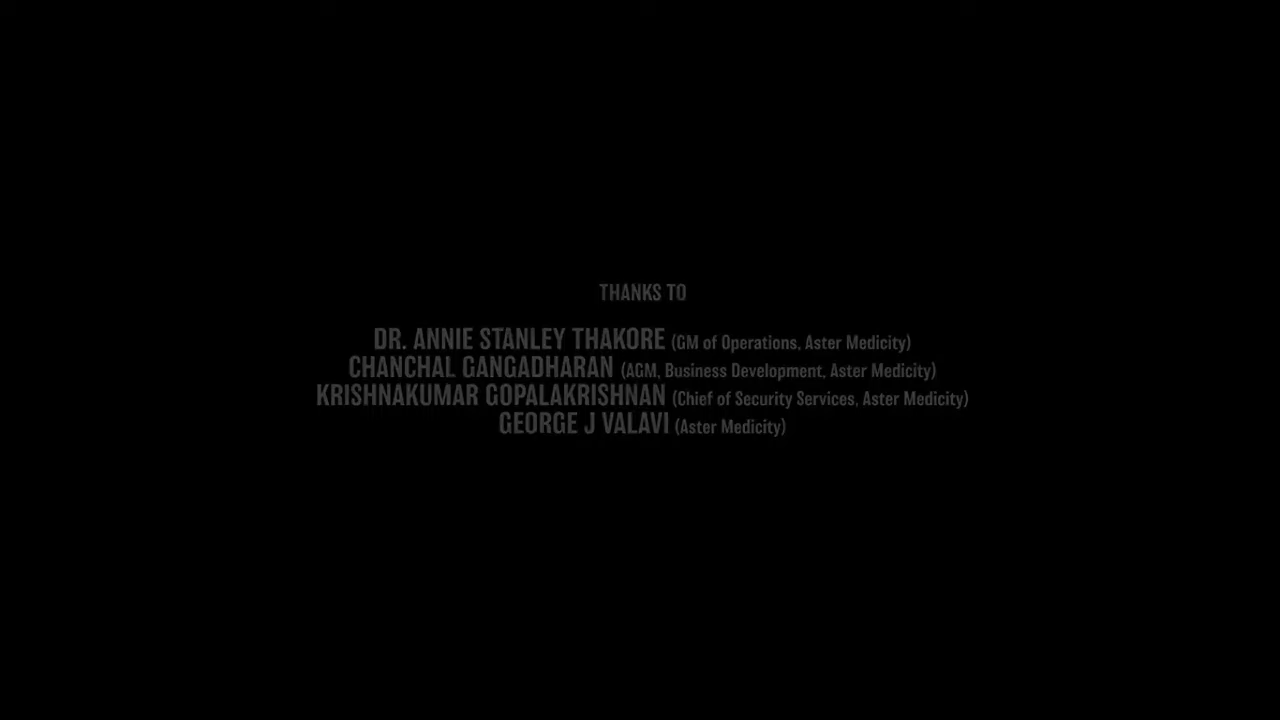 THANKS TO
DR. ANNIE STANLEY THAKORE (GM of Operations, Aster Medicity)
CHANCHAL GANGADHARAN (AGM, Business Development, Aster Medicity)
KRISHNAKUMAR GOPALAKRISHNAN (Chief of Security Services, Aster Medicity)
GEORGE J VALAVI (Aster Medicity)